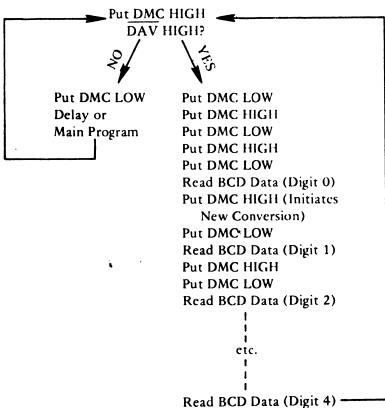 Put DMC HIGH
DAV HIGH?
NO
YES
Put DMC LOW
Delay or
Main Program
Put DMC LOW
Put DMC HIGH
Put DMC LOW
Put DMC HIGH
Put DMC LOW
Read BCD Data (Digit 0)
Put DMC HIGH (Initiates
New Conversion)
Put DMC LOW
Read BCD Data (Digit 1)
Put DMC HIGH
Put DMC LOW
Read BCD Data (Digit 2)
etc.
Read BCD Data (Digit 4)